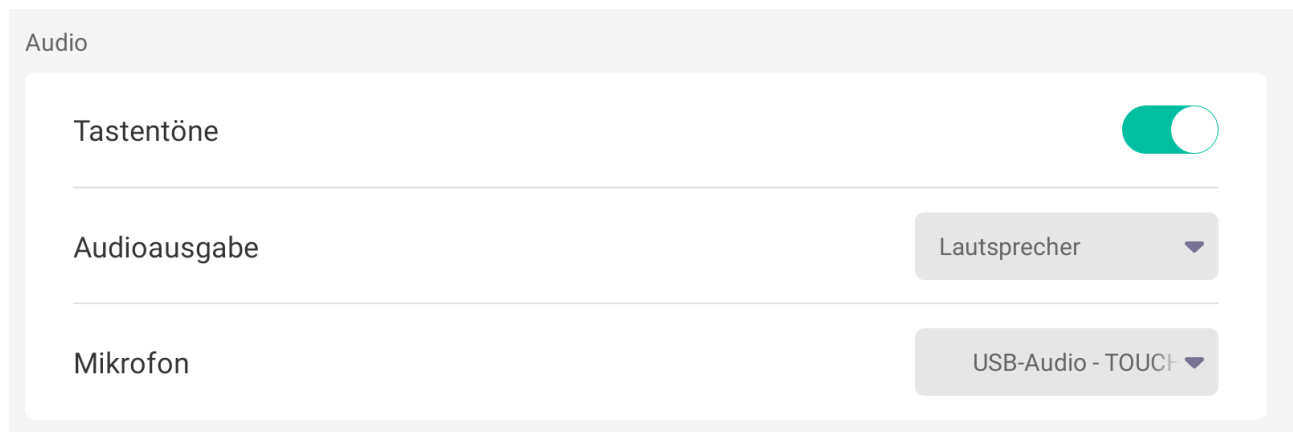 Audio
Tastentöne
Audioausgabe
Lautsprecher
Mikrofon
USB-Audio - TOUCH